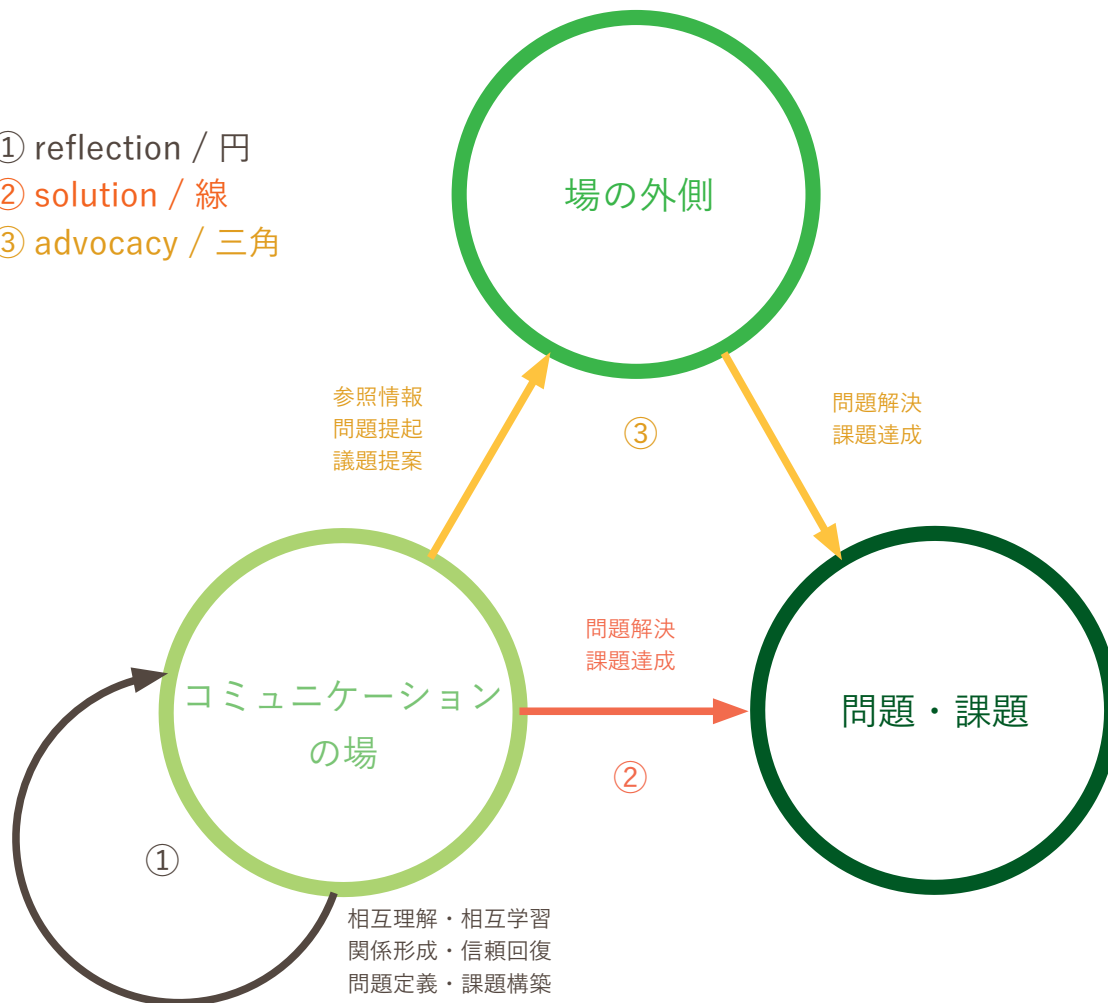 ① reflection / 円
② solution / 線
③ advocacy / 三角
場の外側
参照情報
問題提起
議題提案
③
問題解決
課題達成
コミュニケーション
の場
問題解決
課題達成
②
問題・課題
①
相互理解・相互学習
関係形成・信頼回復
問題定義・課題構築